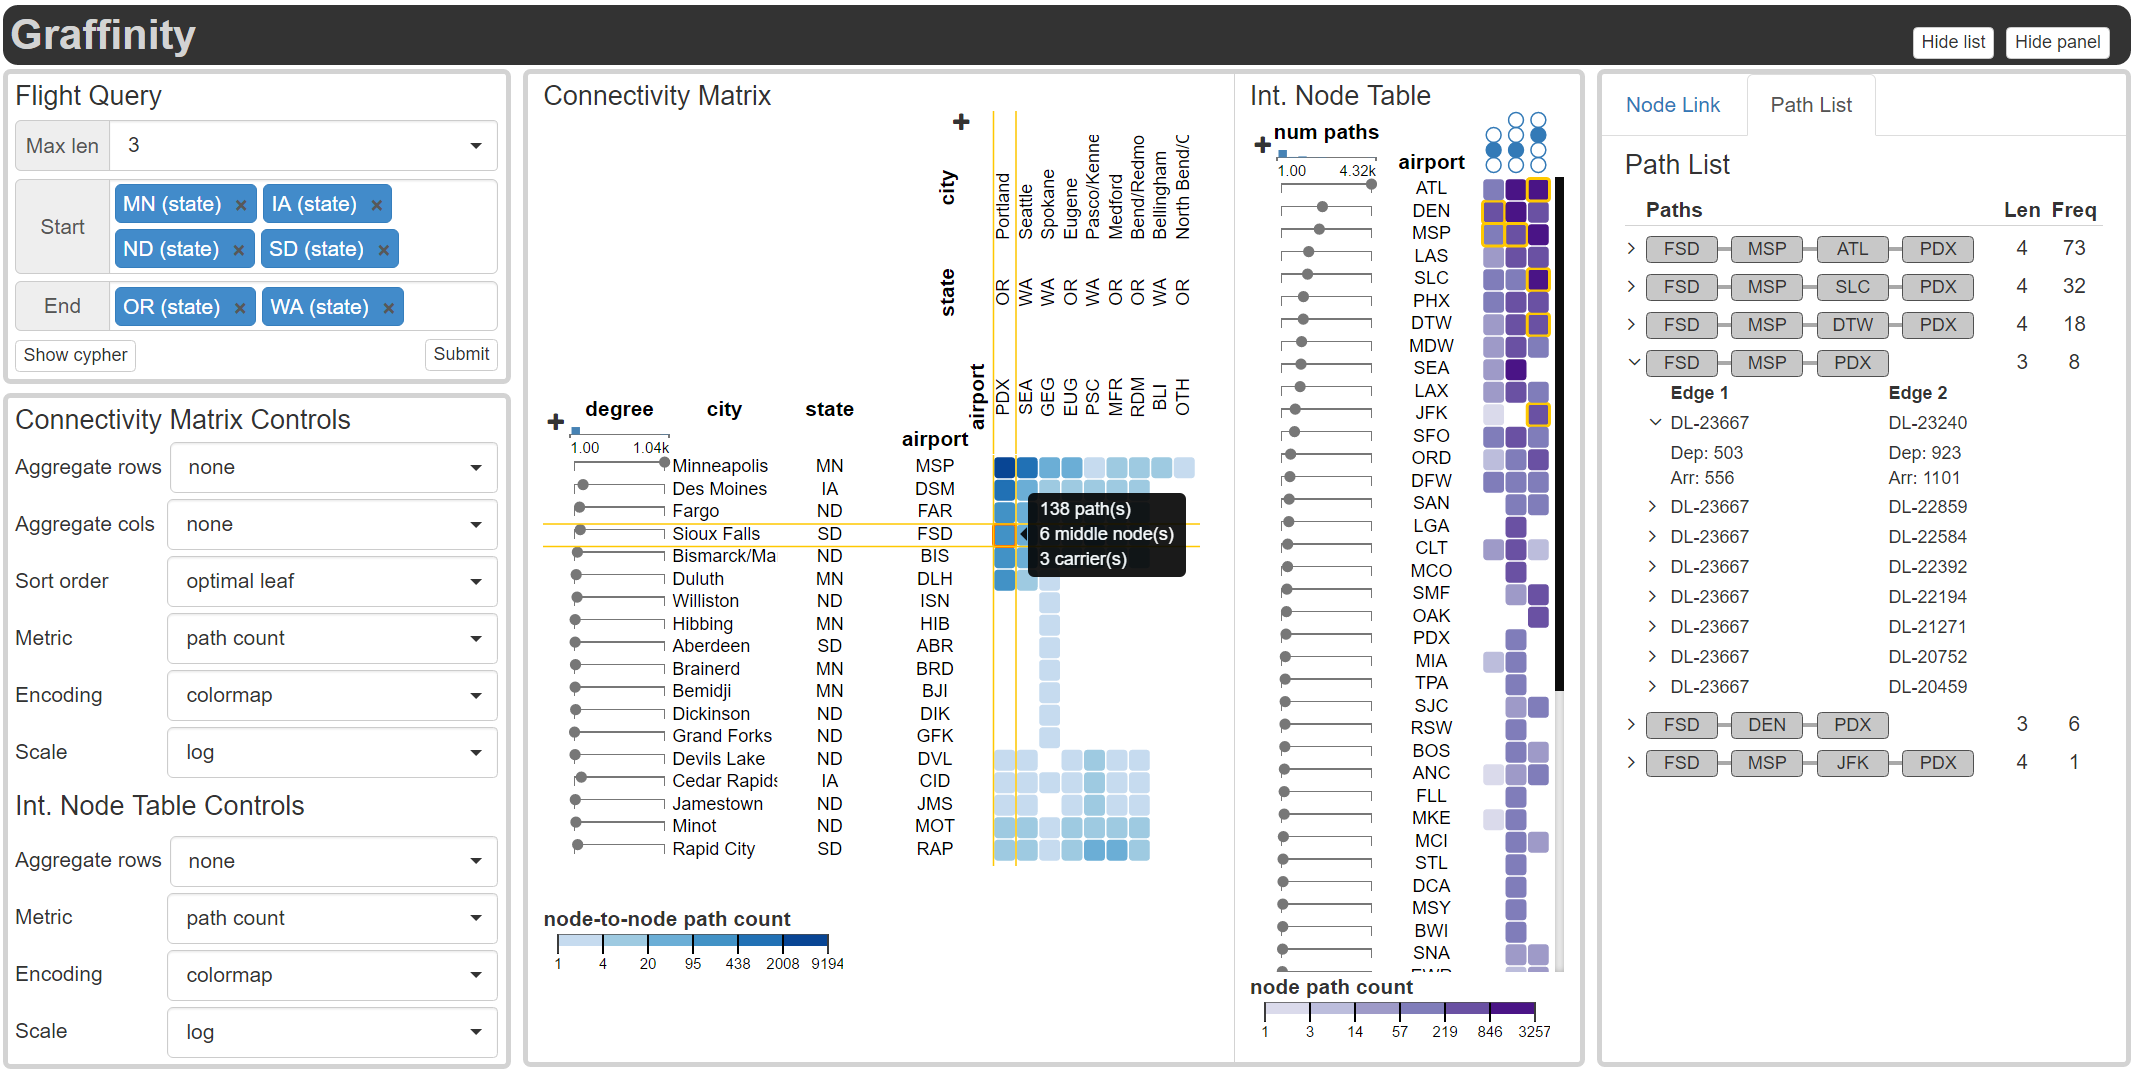 Graffinity
Hide list
Hide panel
Flight Query
Max len
3
Start
MN (state) ×
IA (state) ×
ND (state) ×
SD (state) ×
End
OR (state) ×
WA (state) ×
Show cypher
Submit
Connectivity Matrix Controls
Aggregate rows
none
Aggregate cols
none
Sort order
optimal leaf
Metric
path count
Encoding
colormap
Scale
log
Int. Node Table Controls
Aggregate rows
none
Metric
path count
Encoding
colormap
Scale
log
Connectivity Matrix
+
city
Portland
Seattle
Spokane
Eugene
Pasco/Kenne
Medford
Bend/Redmo
Bellingham
North Bend/C
state
OR
WA
WA
OR
WA
OR
OR
WA
OR
airport
PDX
SEA
GEG
EUG
PSC
MFR
RDM
BLI
OTH
+
degree
city
state
airport
1.00 1.04k
Minneapolis MN MSP
Des Moines IA DSM
Fargo ND FAR
Sioux Falls SD FSD
Bismarck/Ma ND BIS
Duluth MN DLH
Williston ND ISN
Hibbing MN HIB
Aberdeen SD ABR
Brainerd MN BRD
Bemidji MN BJI
Dickinson ND DIK
Grand Forks ND GFK
Devils Lake ND DVL
Cedar Rapids IA CID
Jamestown ND JMS
Minot ND MOT
Rapid City SD RAP
138 path(s)
6 middle node(s)
3 carrier(s)
node-to-node path count
1 4 20 95 438 2008 9194
Int. Node Table
+
num paths
1.00 4.32k
airport
ATL
DEN
MSP
LAS
SLC
PHX
DTW
MDW
SEA
LAX
JFK
SFO
ORD
DFW
SAN
LGA
CLT
MCO
SMF
OAK
PDX
MIA
TPA
SJC
RSW
BOS
ANC
FLL
MKE
MCI
STL
DCA
MSY
BWI
SNA
node path count
1 3 14 57 219 846 3257
Node Link
Path List
Path List
Paths Len Freq
FSD MSP ATL PDX 4 73
FSD MSP SLC PDX 4 32
FSD MSP DTW PDX 4 18
FSD MSP PDX 3 8
Edge 1 Edge 2
DL-23667 DL-23240
Dep: 503 Dep: 923
Arr: 556 Arr: 1101
DL-23667 DL-22859
DL-23667 DL-22584
DL-23667 DL-22392
DL-23667 DL-22194
DL-23667 DL-21271
DL-23667 DL-20752
DL-23667 DL-20459
FSD DEN PDX 3 6
FSD MSP JFK PDX 4 1